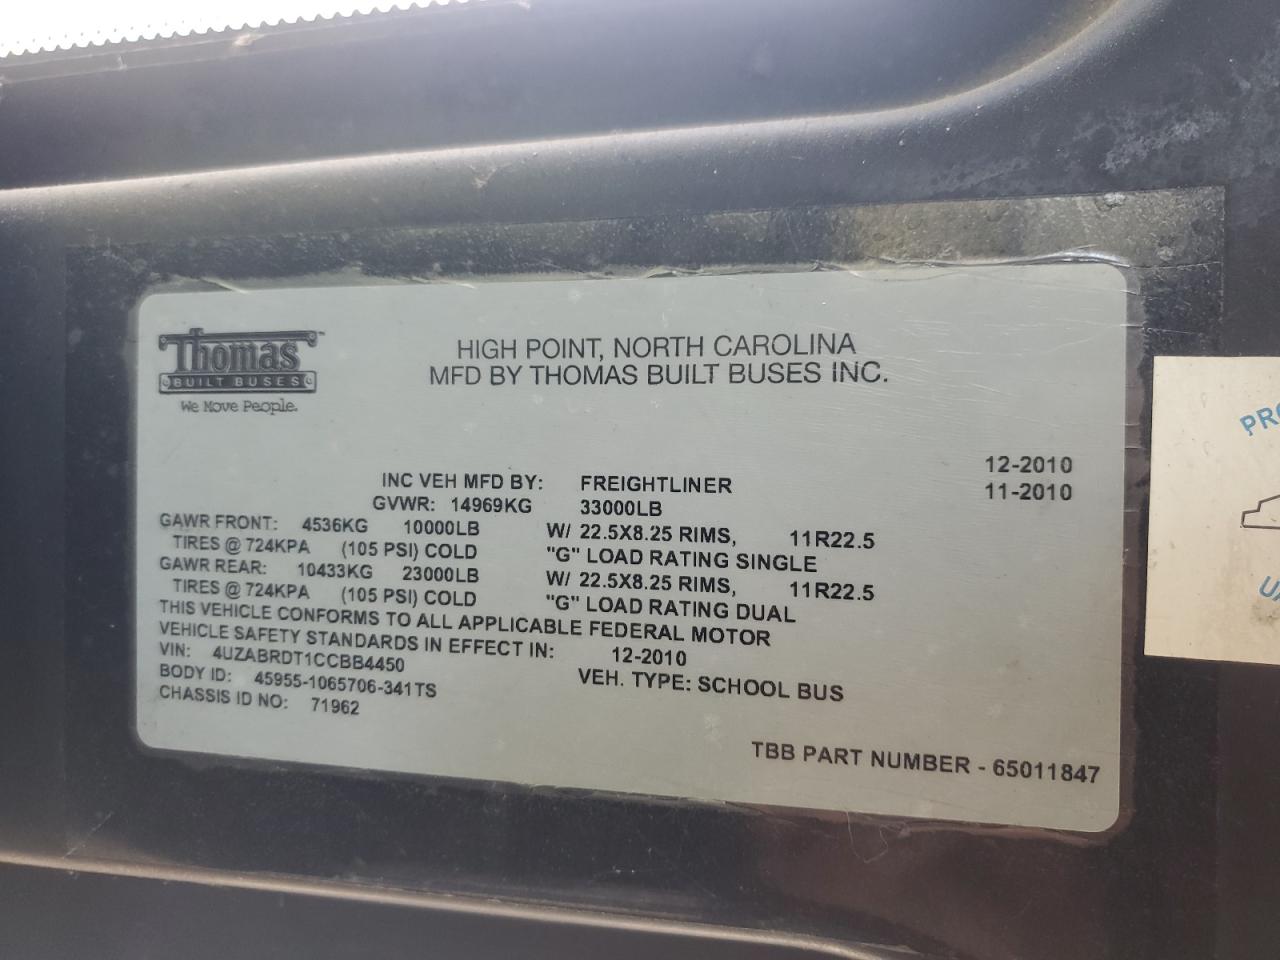 Thomas™
BUILT BUSES
We Move People.
HIGH POINT, NORTH CAROLINA
MFD BY THOMAS BUILT BUSES INC.
12-2010
INC VEH MFD BY: FREIGHTLINER 11-2010
GVWR: 14969KG 33000LB
GAWR FRONT: 4536KG 10000LB W/ 22.5X8.25 RIMS, 11R22.5
TIRES @ 724KPA (105 PSI) COLD "G" LOAD RATING SINGLE
GAWR REAR: 10433KG 23000LB W/ 22.5X8.25 RIMS, 11R22.5
TIRES @ 724KPA (105 PSI) COLD "G" LOAD RATING DUAL
THIS VEHICLE CONFORMS TO ALL APPLICABLE FEDERAL MOTOR
VEHICLE SAFETY STANDARDS IN EFFECT IN: 12-2010
VIN: 4UZABRDT1CCBB4450 VEH. TYPE: SCHOOL BUS
BODY ID: 45955-1065706-341TS
CHASSIS ID NO: 71962
TBB PART NUMBER - 65011847